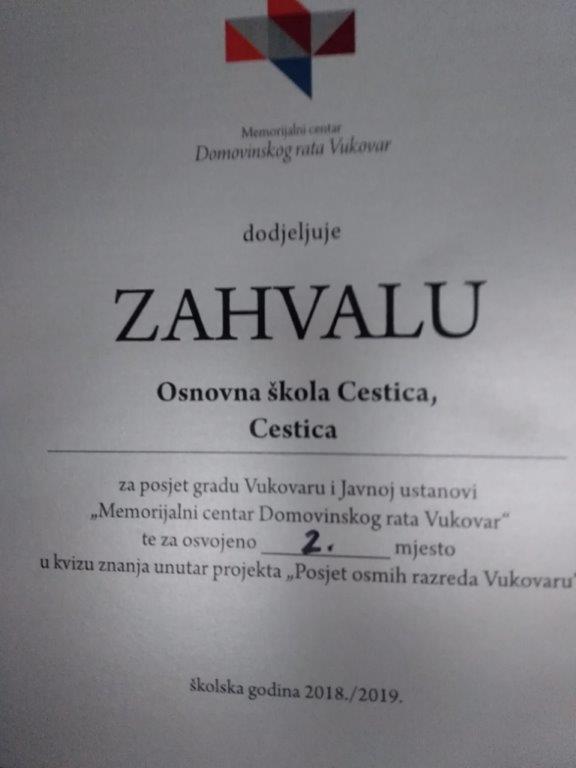 Memorijalni centar
Domovinskog rata Vukovar
dodjeljuje
ZAHVALU
Osnovna škola Cestica,
Cestica
za posjet gradu Vukovaru i Javnoj ustanovi
„Memorijalni centar Domovinskog rata Vukovar“
te za osvojeno 2. mjesto
u kvizu znanja unutar projekta „Posjet osmih razreda Vukovaru“
školska godina 2018./2019.